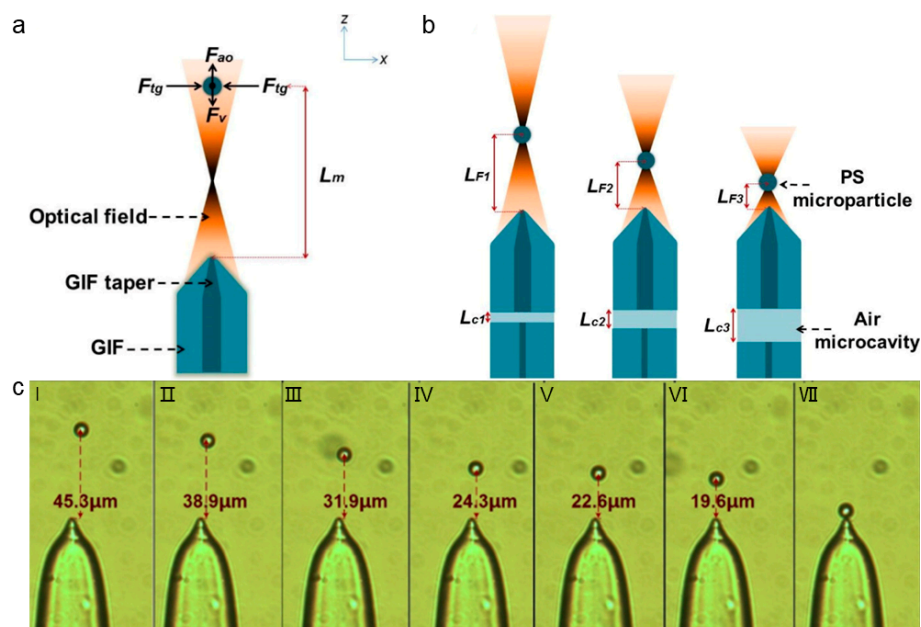 a
z
x
F_ao
F_tg
F_tg
F_v
L_m
Optical field
GIF taper
GIF
b
L_F1
L_F2
L_F3
PS
microparticle
L_c1
L_c2
L_c3
Air
microcavity
c
Ⅰ Ⅱ Ⅲ Ⅳ Ⅴ Ⅵ Ⅶ
45.3μm 38.9μm 31.9μm 24.3μm 22.6μm 19.6μm